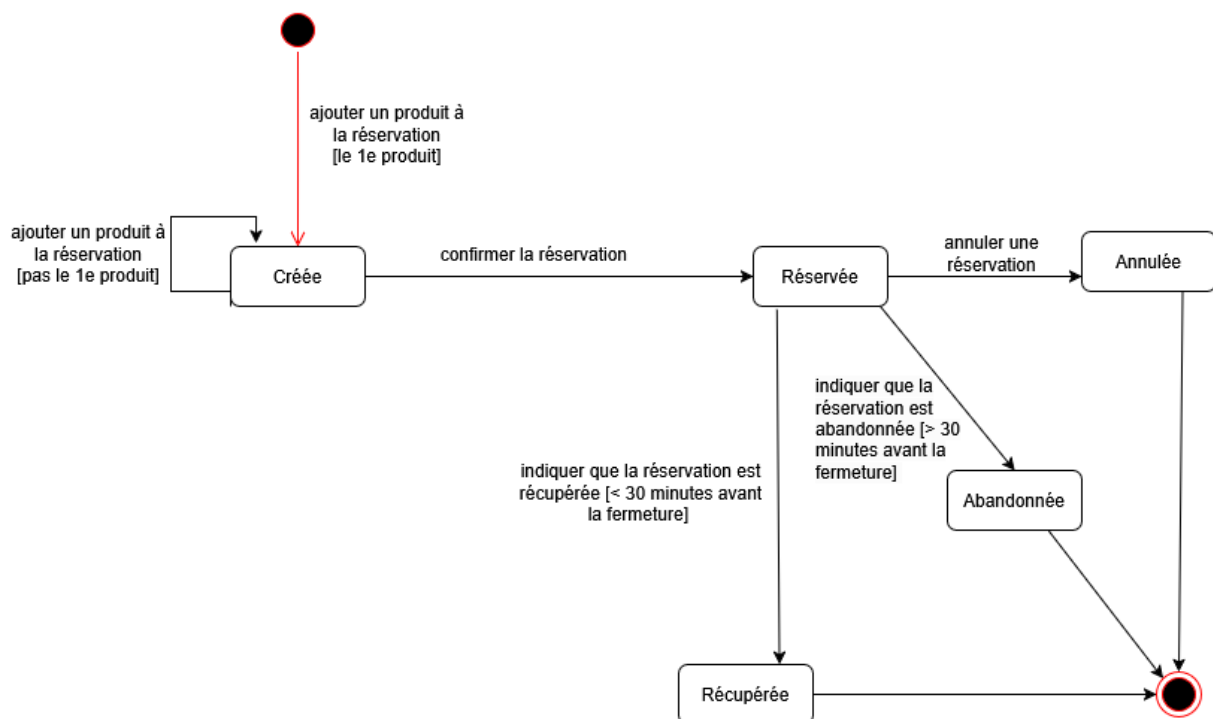 ajouter un produit à
la réservation
[le 1e produit]
ajouter un produit à
la réservation
[pas le 1e produit]
Créée
confirmer la réservation
Réservée
annuler une
réservation
Annulée
indiquer que la
réservation est
abandonnée [> 30
minutes avant la
fermeture]
indiquer que la réservation est
récupérée [< 30 minutes avant
la fermeture]
Abandonnée
Récupérée